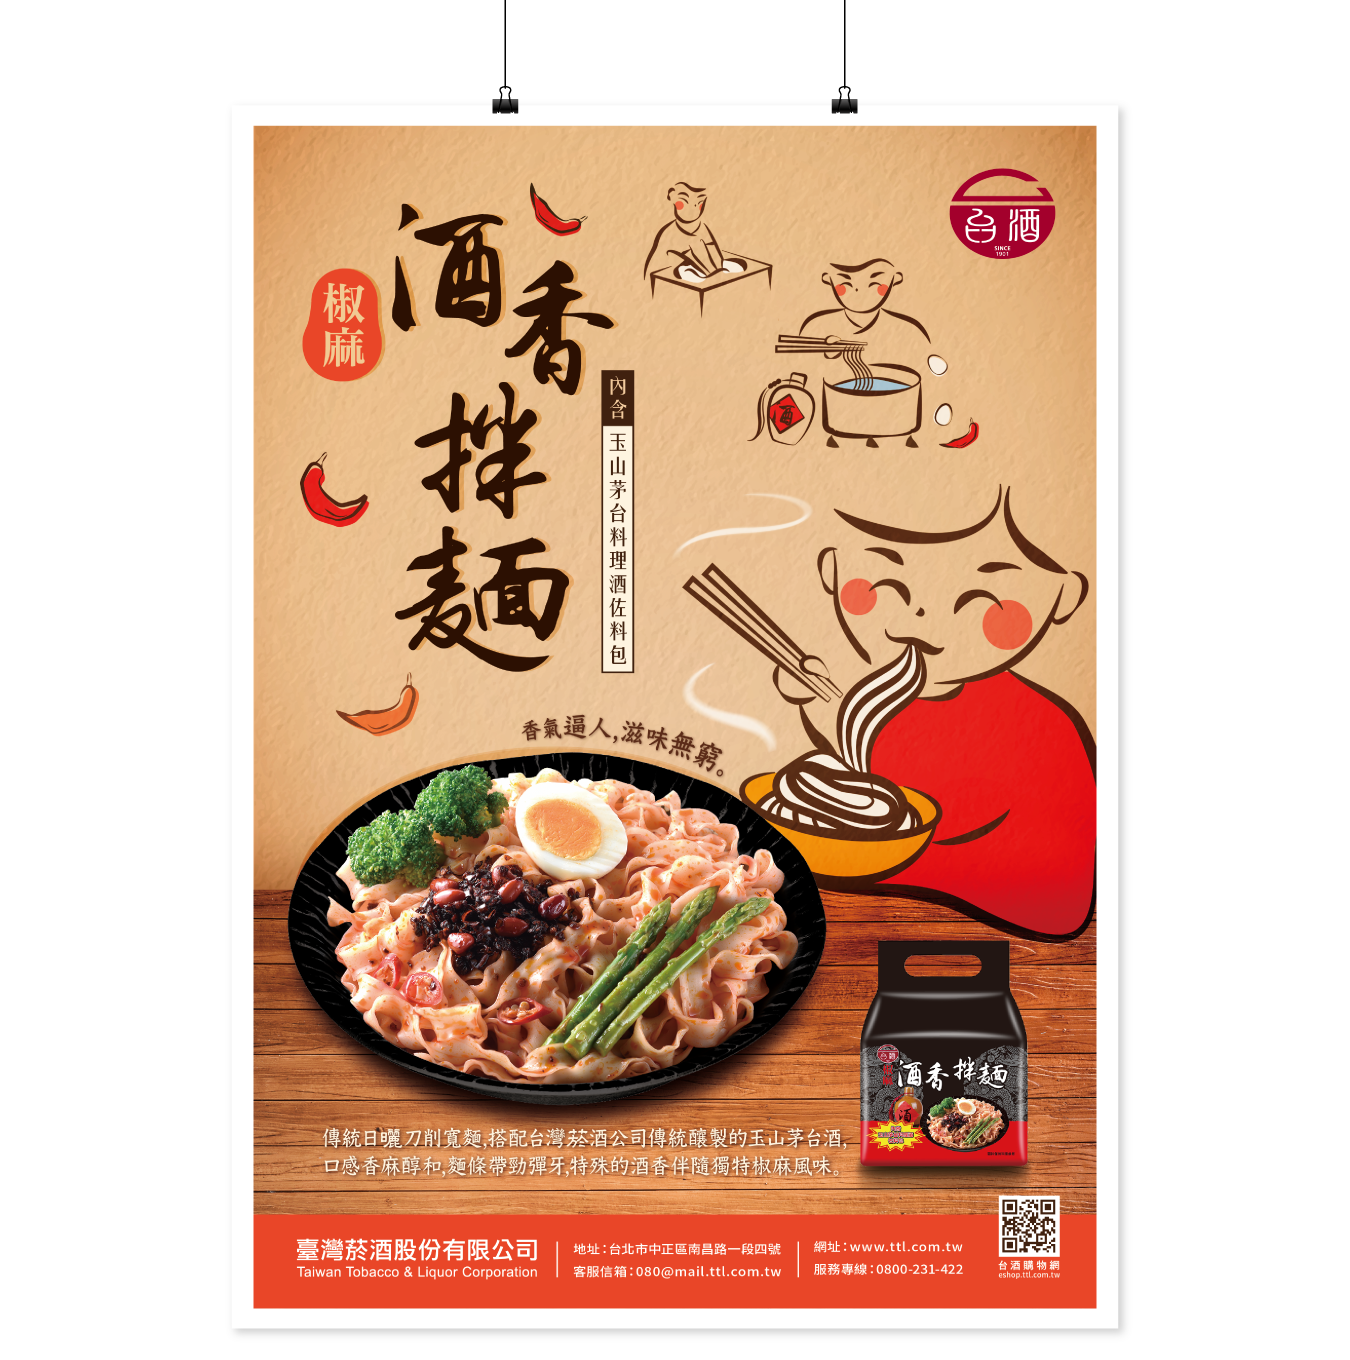 台酒
SINCE
1901
椒麻
酒香拌麵
內含
玉山茅台料理酒佐料包
酒
香氣逼人,滋味無窮。
台酒
酒香拌麵
酒
傳統日曬刀削寬麵,搭配台灣菸酒公司傳統釀製的玉山茅台酒,
口感香麻醇和,麵條帶勁彈牙,特殊的酒香伴隨獨特椒麻風味。
臺灣菸酒股份有限公司
Taiwan Tobacco & Liquor Corporation
地址：台北市中正區南昌路一段四號
客服信箱：080@mail.ttl.com.tw
網址：www.ttl.com.tw
服務專線：0800-231-422
台酒購物網
eshop.ttl.com.tw